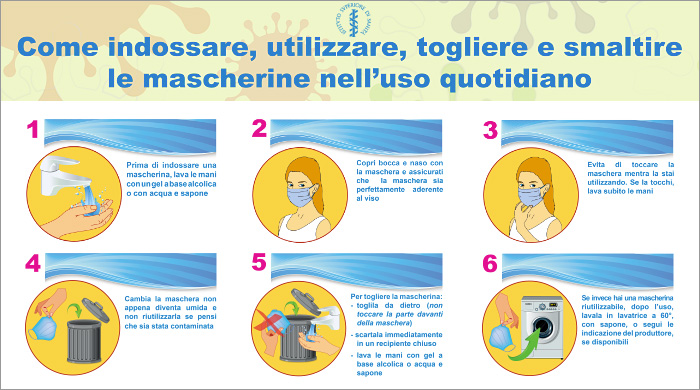 ISTITUTO SUPERIORE DI SANITÀ
Come indossare, utilizzare, togliere e smaltire
le mascherine nell'uso quotidiano
1
Prima di indossare una
mascherina, lava le mani
con un gel a base alcolica
o con acqua e sapone
2
Copri bocca e naso con
la maschera e assicurati
che la maschera sia
perfettamente aderente
al viso
3
Evita di toccare la
maschera mentra la stai
utilizzando. Se la tocchi,
lava subito le mani
4
Cambia la maschera non
appena diventa umida e
non riutilizzarla se pensi
che sia stata contaminata
5
Per togliere la maschera:
- toglila da dietro (non
toccare la parte davanti
della maschera)
- scartala immediatamente
in un recipiente chiuso
- lava le mani con gel a
base alcolica o acqua e
sapone
6
Se invece hai una mascherina
riutilizzabile, dopo l'uso,
lavala in lavatrice a 60°,
con sapone, o segui le
indicazione del produttore,
se disponibili